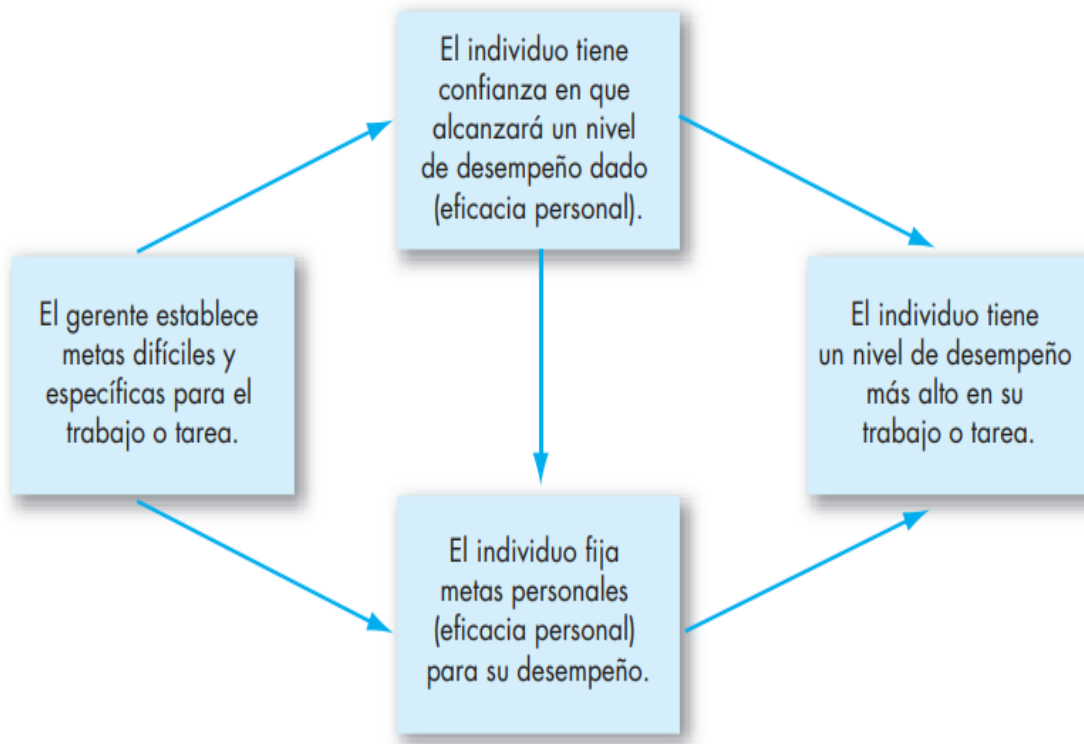 El individuo tiene
confianza en que
alcanzará un nivel
de desempeño dado
(eficacia personal).
El gerente establece
metas difíciles y
específicas para el
trabajo o tarea.
El individuo tiene
un nivel de desempeño
más alto en su
trabajo o tarea.
El individuo fija
metas personales
(eficacia personal)
para su desempeño.